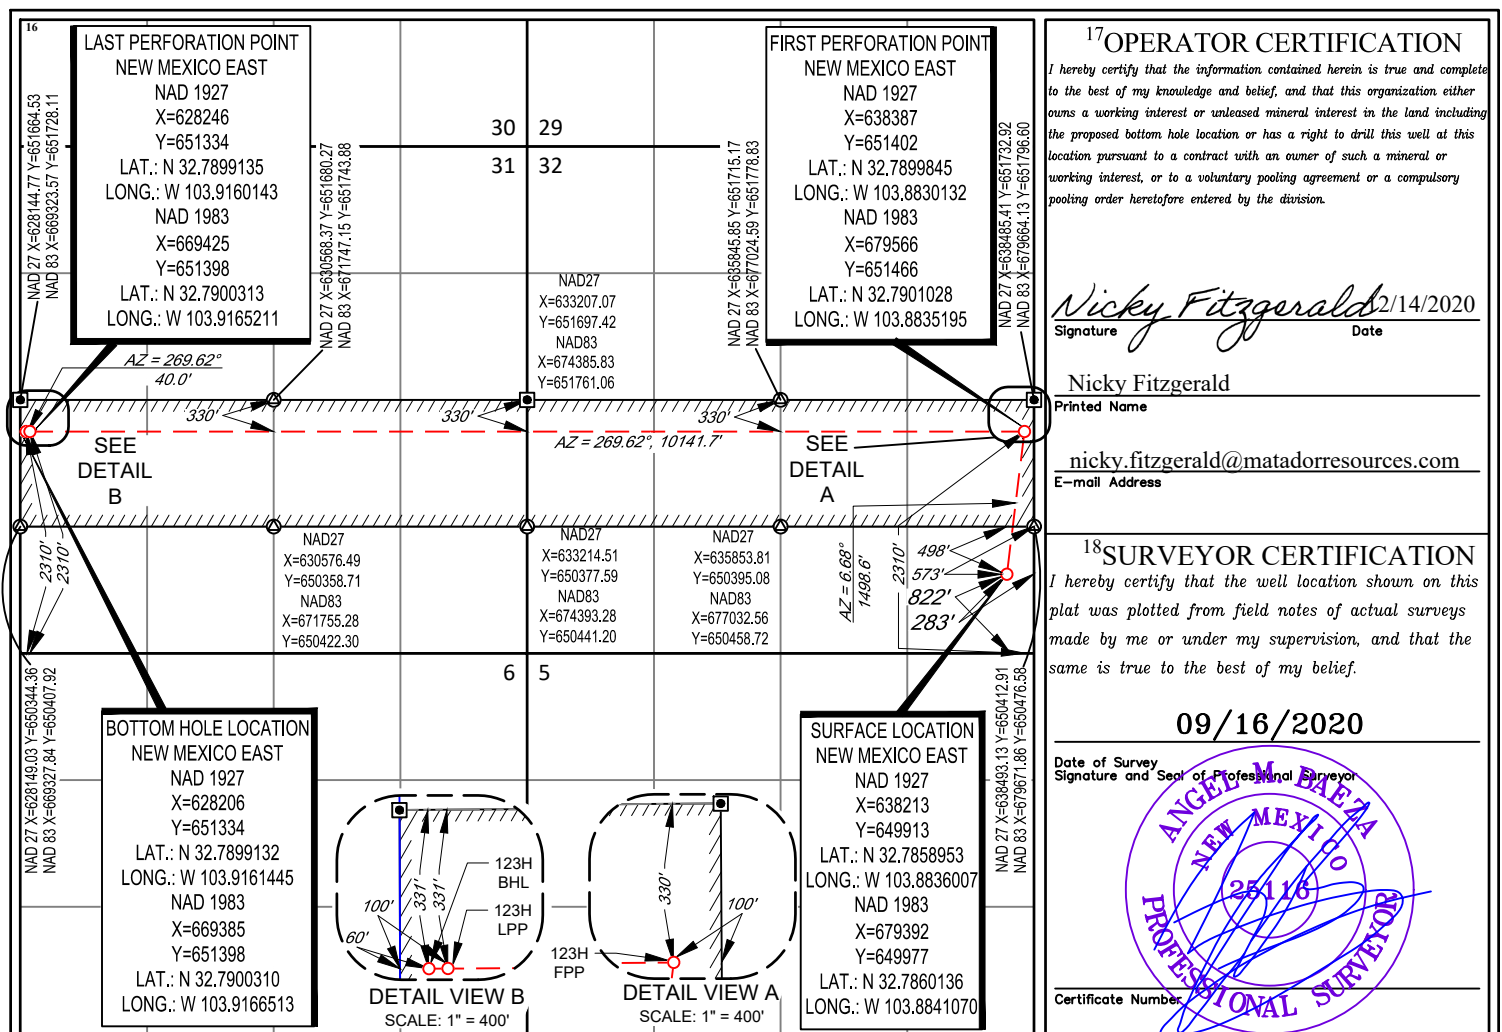 16
LAST PERFORATION POINT
NEW MEXICO EAST
NAD 1927
X=628246
Y=651334
LAT.: N 32.7899135
LONG.: W 103.9160143
NAD 1983
X=669425
Y=651398
LAT.: N 32.7900313
LONG.: W 103.9165211
FIRST PERFORATION POINT
NEW MEXICO EAST
NAD 1927
X=638387
Y=651402
LAT.: N 32.7899845
LONG.: W 103.8830132
NAD 1983
X=679566
Y=651466
LAT.: N 32.7901028
LONG.: W 103.8835195
NAD 27 X=628144.77 Y=651664.53
NAD 83 X=669323.57 Y=651728.11
NAD 27 X=630568.37 Y=651680.27
NAD 83 X=671747.15 Y=651743.88
30 29
31 32
NAD27
X=633207.07
Y=651697.42
NAD83
X=674385.83
Y=651761.06
NAD 27 X=635845.85 Y=651715.17
NAD 83 X=677024.59 Y=651778.83
NAD 27 X=638485.41 Y=651732.92
NAD 83 X=679664.13 Y=651796.60
AZ = 269.62°
40.0'
330'
330'
330'
AZ = 269.62°, 10141.7'
SEE
DETAIL
B
SEE
DETAIL
A
2310'
2310'
NAD27
X=630576.49
Y=650358.71
NAD83
X=671755.28
Y=650422.30
NAD27
X=633214.51
Y=650377.59
NAD83
X=674393.28
Y=650441.20
NAD27
X=635853.81
Y=650395.08
NAD83
X=677032.56
Y=650458.72
AZ = 6.68°
1498.6'
2310'
498'
573'
822'
283'
6 5
NAD 27 X=628149.03 Y=650344.36
NAD 83 X=669327.84 Y=650407.92
NAD 27 X=638493.13 Y=650412.91
NAD 83 X=679671.86 Y=650476.58
BOTTOM HOLE LOCATION
NEW MEXICO EAST
NAD 1927
X=628206
Y=651334
LAT.: N 32.7899132
LONG.: W 103.9161445
NAD 1983
X=669385
Y=651398
LAT.: N 32.7900310
LONG.: W 103.9166513
SURFACE LOCATION
NEW MEXICO EAST
NAD 1927
X=638213
Y=649913
LAT.: N 32.7858953
LONG.: W 103.8836007
NAD 1983
X=679392
Y=649977
LAT.: N 32.7860136
LONG.: W 103.8841070
331'
331'
100'
60'
123H
BHL
123H
LPP
DETAIL VIEW B
SCALE: 1" = 400'
330'
100'
123H
FPP
DETAIL VIEW A
SCALE: 1" = 400'
17 OPERATOR CERTIFICATION
I hereby certify that the information contained herein is true and complete
to the best of my knowledge and belief, and that this organization either
owns a working interest or unleased mineral interest in the land including
the proposed bottom hole location or has a right to drill this well at this
location pursuant to a contract with an owner of such a mineral or
working interest, or to a voluntary pooling agreement or a compulsory
pooling order heretofore entered by the division.
Nicky Fitzgerald 2/14/2020
Signature Date
Nicky Fitzgerald
Printed Name
nicky.fitzgerald@matadorresources.com
E-mail Address
18 SURVEYOR CERTIFICATION
I hereby certify that the well location shown on this
plat was plotted from field notes of actual surveys
made by me or under my supervision, and that the
same is true to the best of my belief.
09/16/2020
Date of Survey
Signature and Seal of Professional Surveyor
ANGEL M. BAEZA
NEW MEXICO
25116
PROFESSIONAL SURVEYOR
Certificate Number